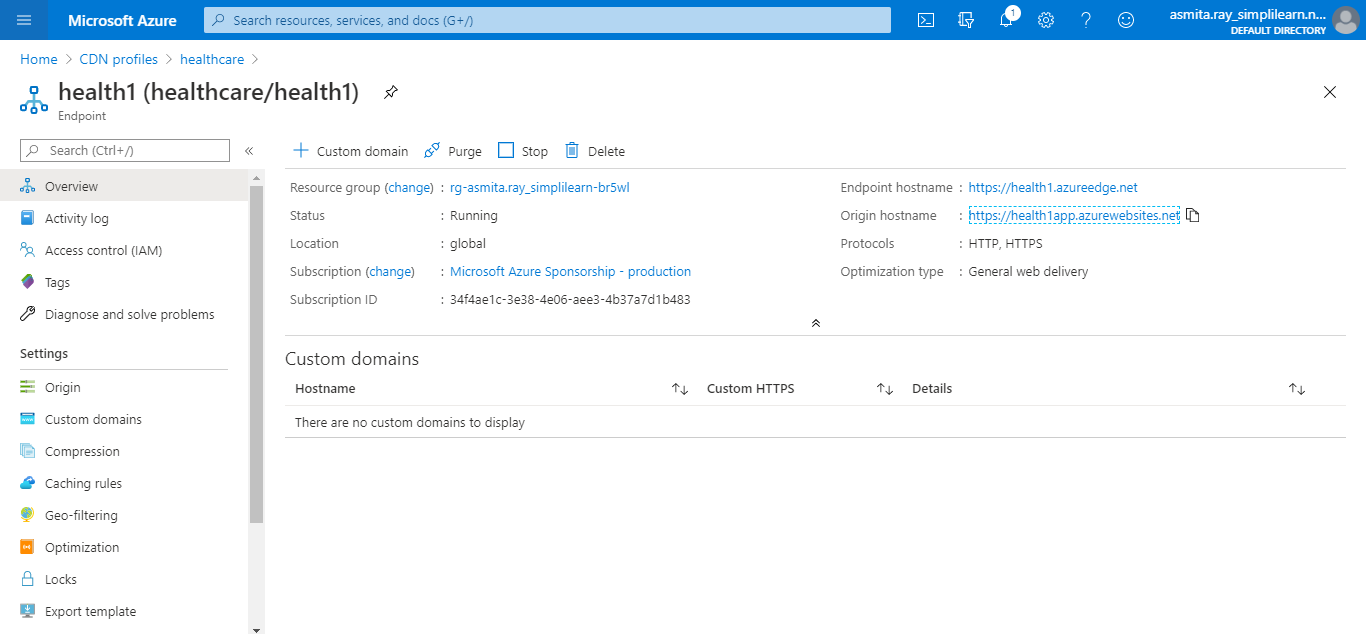 Microsoft Azure
Search resources, services, and docs (G+/)
1
asmita.ray_simplilearn.n...
DEFAULT DIRECTORY
Home > CDN profiles > healthcare >
health1 (healthcare/health1)
Endpoint
Search (Ctrl+/)
«
Overview
Activity log
Access control (IAM)
Tags
Diagnose and solve problems
Settings
Origin
Custom domains
Compression
Caching rules
Geo-filtering
Optimization
Locks
Export template
Custom domain Purge Stop Delete
Resource group (change) : rg-asmita.ray_simplilearn-br5wl
Status : Running
Location : global
Subscription (change) : Microsoft Azure Sponsorship - production
Subscription ID : 34f4ae1c-3e38-4e06-aee3-4b37a7d1b483
Endpoint hostname : https://health1.azureedge.net
Origin hostname : https://health1app.azurewebsites.net
Protocols : HTTP, HTTPS
Optimization type : General web delivery
Custom domains
Hostname Custom HTTPS Details
There are no custom domains to display